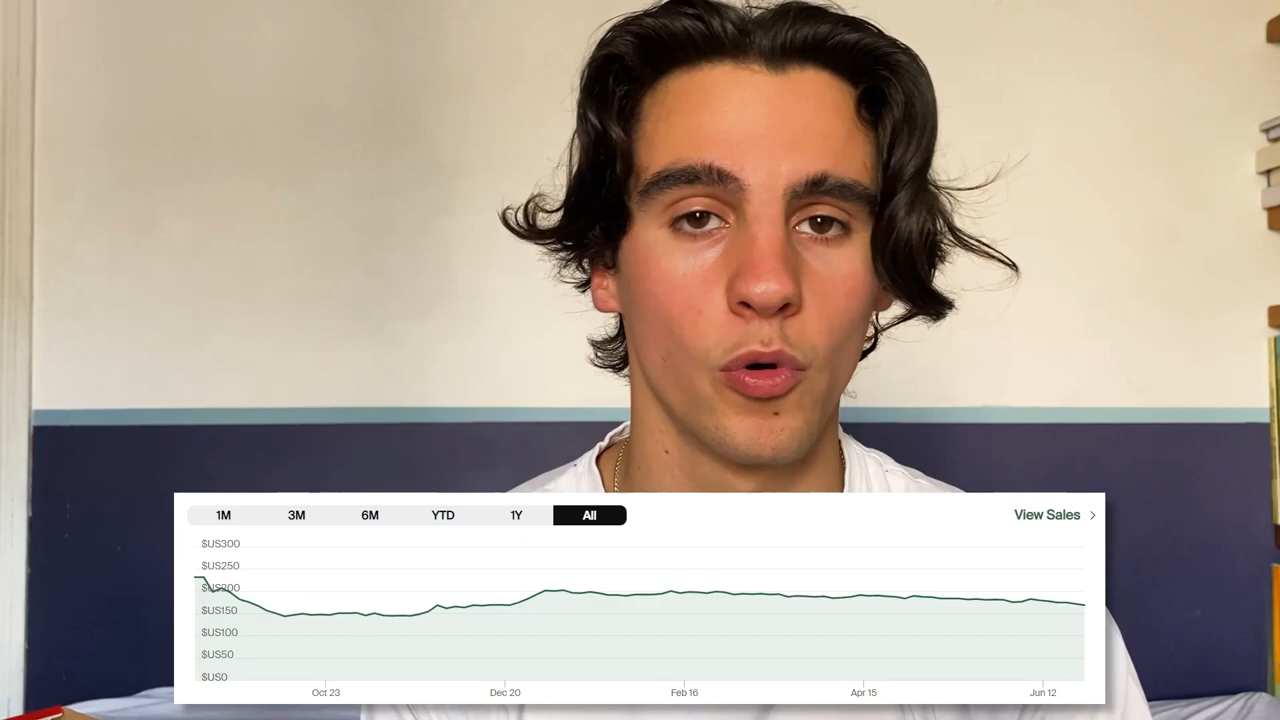 1M 3M 6M YTD 1Y All View Sales
$US300
$US250
$US200
$US150
$US100
$US50
$US0
Oct 23 Dec 20 Feb 16 Apr 15 Jun 12